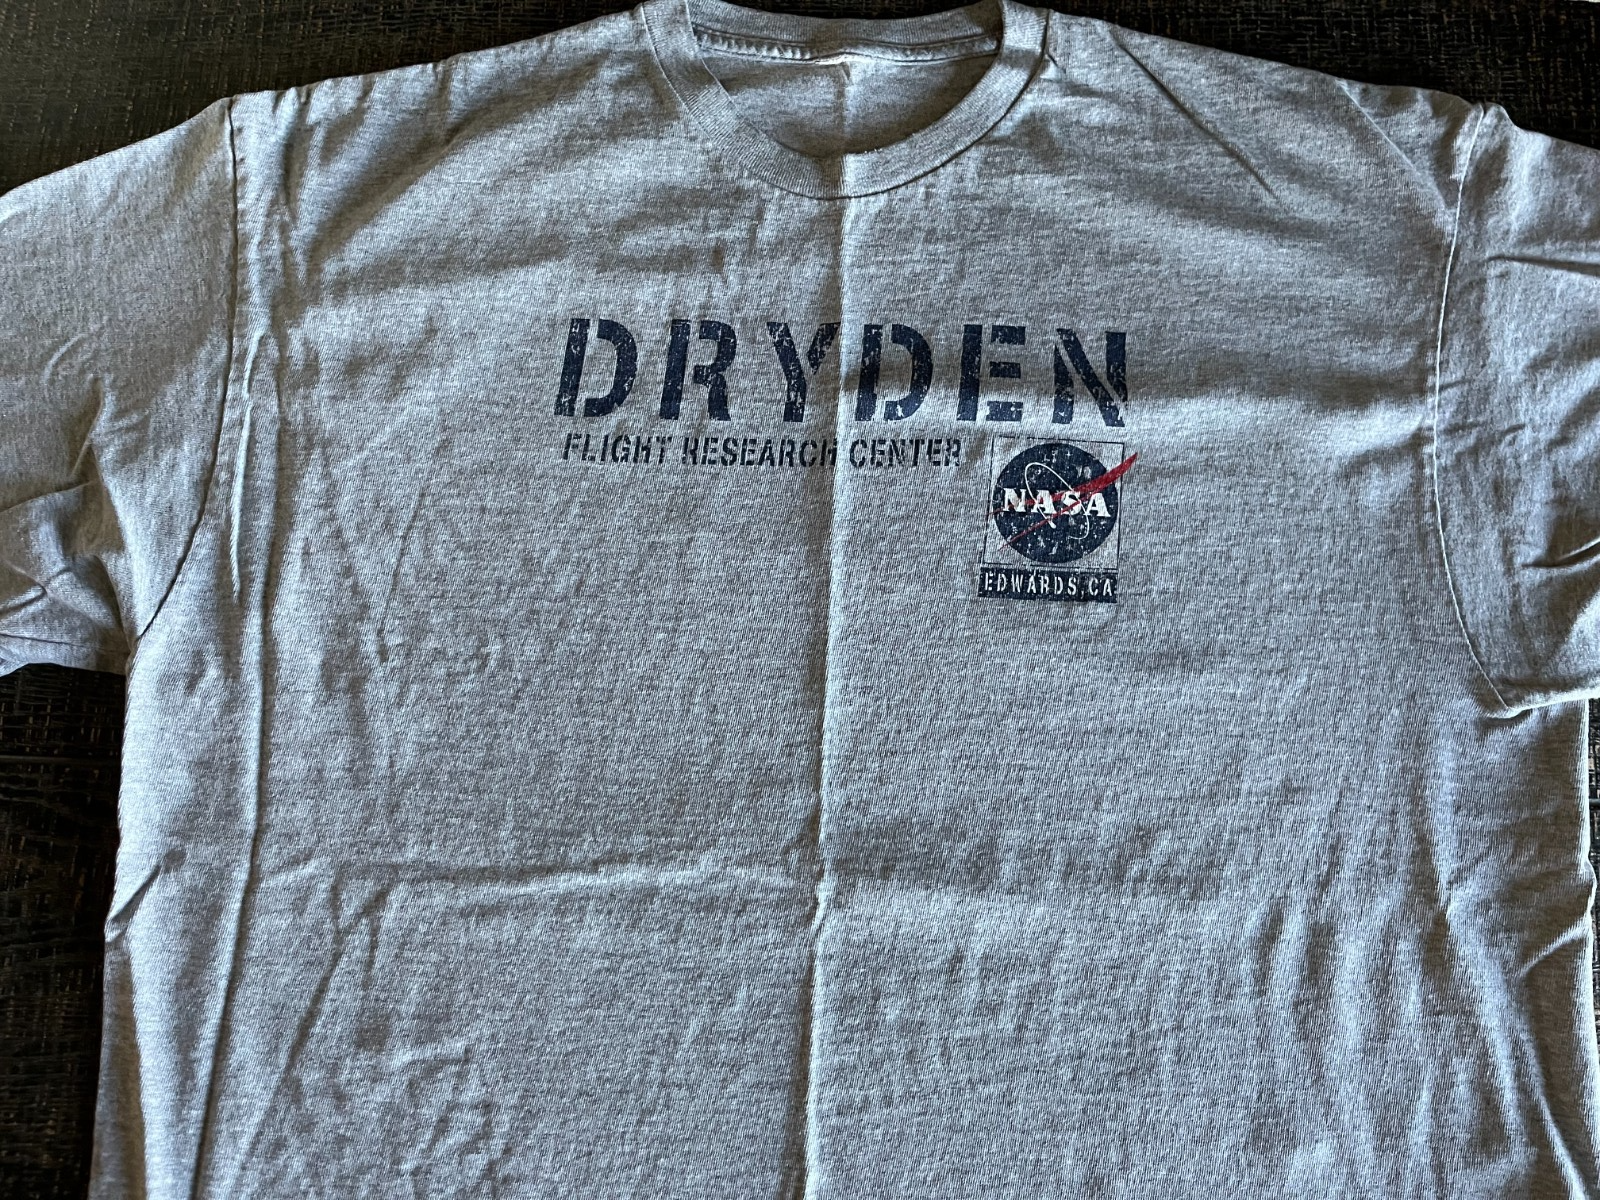 DRYDEN
FLIGHT RESEARCH CENTER
NASA
EDWARDS, CA